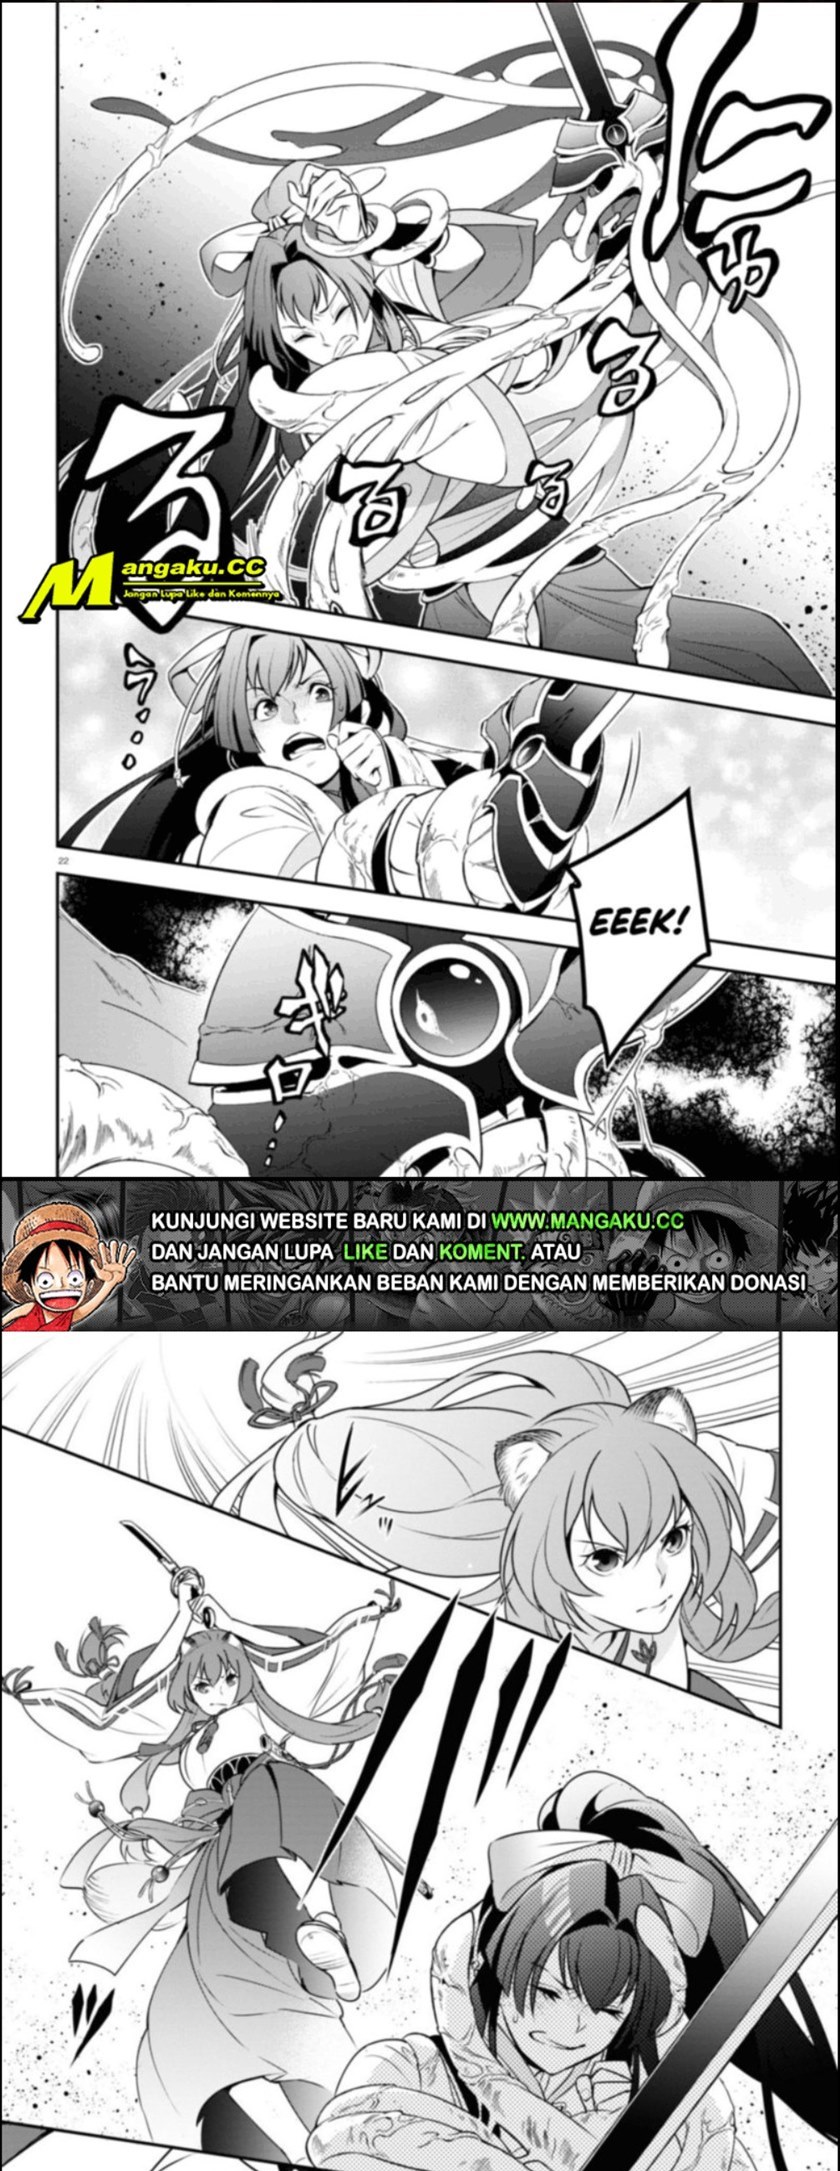 にゅ
る
る
る
る
Mangaku.CC
Jangan Lupa Like dan Komennya
う...
22
EEEK!
ギロ...
KUNJUNGI WEBSITE BARU KAMI DI WWW.MANGAKU.CC
DAN JANGAN LUPA LIKE DAN KOMENT. ATAU
BANTU MERINGANKAN BEBAN KAMI DENGAN MEMBERIKAN DONASI